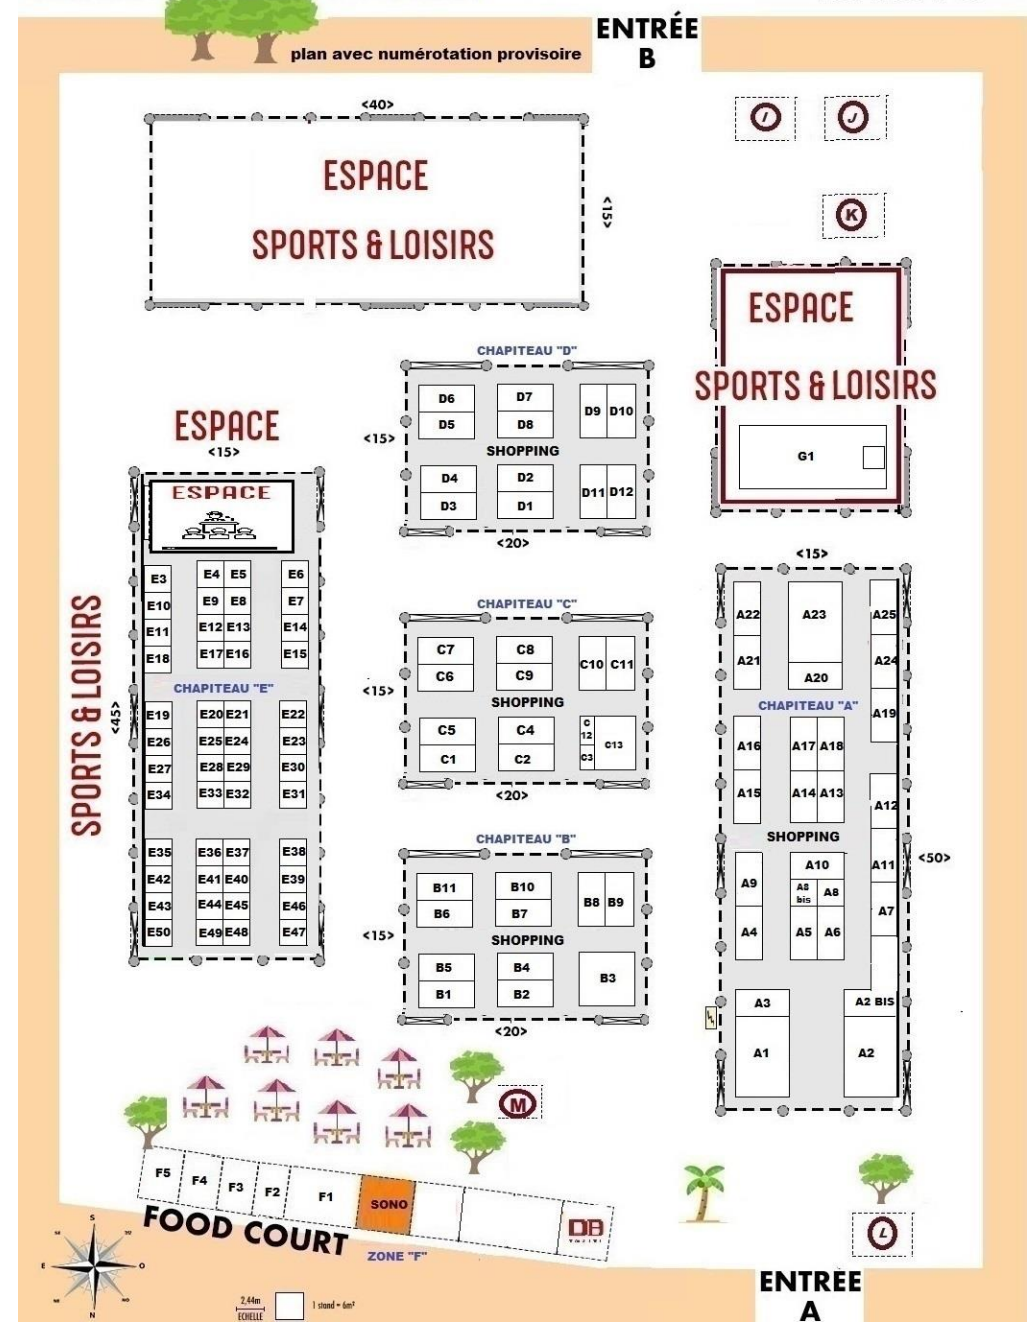 ENTRÉE
B
plan avec numérotation provisoire
<40>
I
J
ESPACE
SPORTS & LOISIRS
<15>
K
ESPACE
SPORTS & LOISIRS
G1
CHAPITEAU "D"
D6
D7
D9 D10
D5
D8
<15>
SHOPPING
D4
D2
D11 D12
D3
D1
<20>
ESPACE
<15>
ESPACE
E3
E4 E5
E6
E10
E9 E8
E7
E11
E12 E13
E14
E18
E17 E16
E15
SPORTS & LOISIRS
<45>
CHAPITEAU "E"
E19
E20 E21
E22
E26
E25 E24
E23
E27
E28 E29
E30
E34
E33 E32
E31
E35
E36 E37
E38
E42
E41 E40
E39
E43
E44 E45
E46
E50
E49 E48
E47
CHAPITEAU "C"
C7
C8
C10 C11
C6
C9
<15>
SHOPPING
C5
C4
C
12
C13
C1
C2
C3
<20>
CHAPITEAU "B"
B11
B10
B8 B9
B6
B7
<15>
SHOPPING
B5
B4
B3
B1
B2
<20>
<15>
A22
A23
A25
A21
A20
A24
CHAPITEAU "A"
A19
A16
A17 A18
A15
A14 A13
A12
SHOPPING
<50>
A9
A10
A11
A8
bis
A8
A7
A4
A5 A6
A3
A2 BIS
A1
A2
M
F5
F4
F3
F2
F1
SONO
DB
FOOD COURT
ZONE "F"
L
S
E
O
N
2,44m
ECHELLE
1 stand = 6m²
ENTRÉE
A